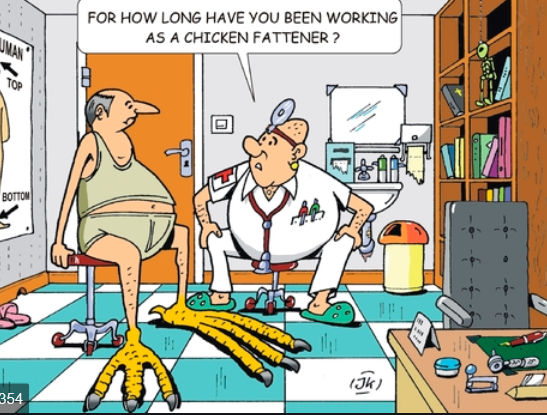 FOR HOW LONG HAVE YOU BEEN WORKING
AS A CHICKEN FATTENER ?
UMAN
TOP
BOTTOM
(JK)
354